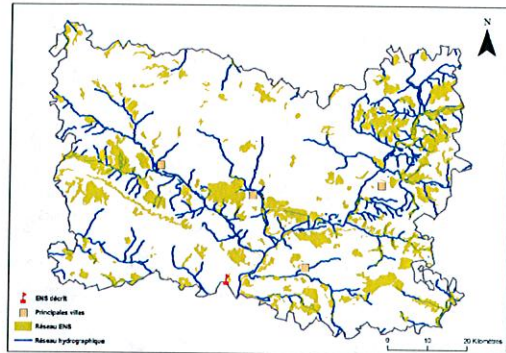 N
ENS décrit
Principales villes
Réseau ENS
Réseau hydrographique
0
10
20 Kilomètres